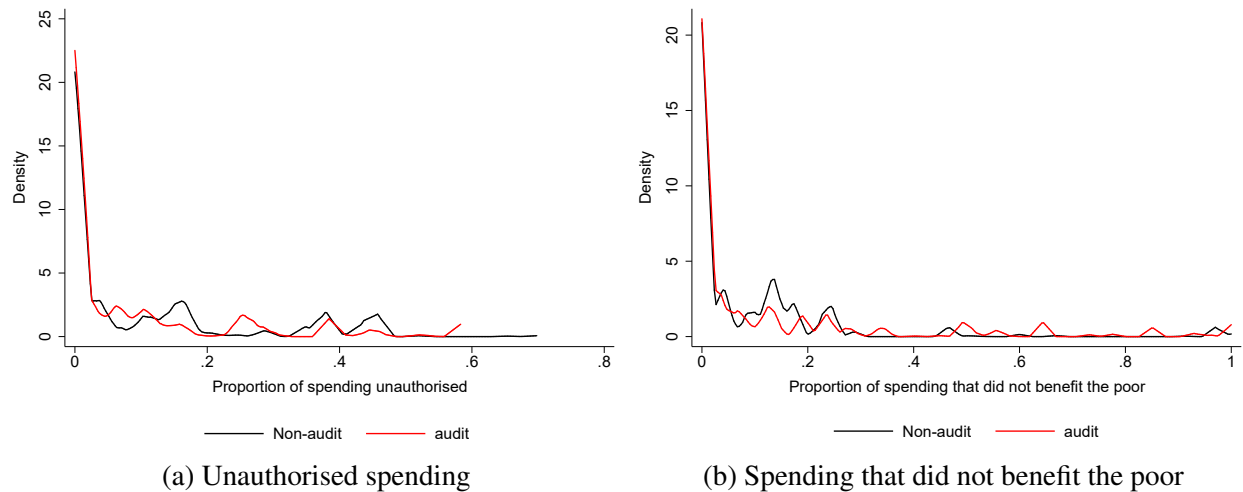 25
20
15
10
5
0
Density
0
.2
.4
.6
.8
Proportion of spending unauthorised
Non-audit
audit
(a) Unauthorised spending
20
15
10
5
0
Density
0
.2
.4
.6
.8
1
Proportion of spending that did not benefit the poor
Non-audit
audit
(b) Spending that did not benefit the poor